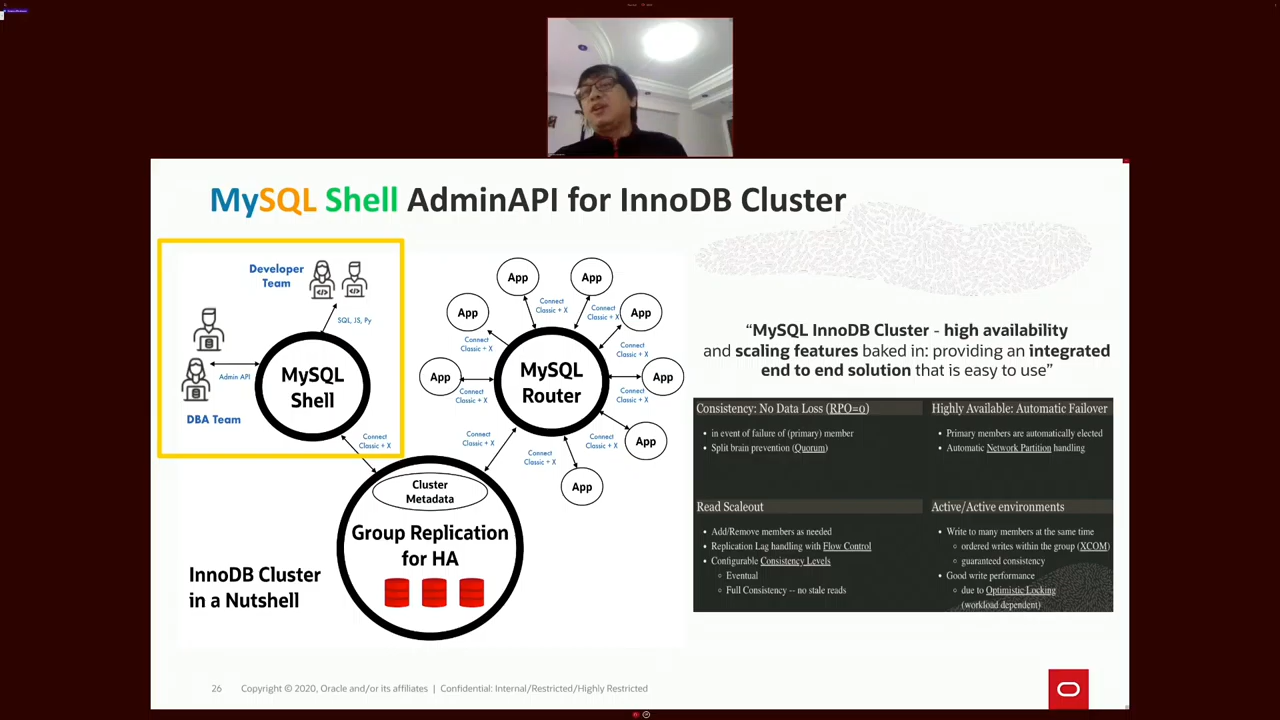 MySQL Shell AdminAPI for InnoDB Cluster
Developer
Team
SQL, JS, Py
Admin API
DBA Team
MySQL
Shell
Connect
Classic + X
App
App
App
App
App
App
App
App
Connect
Classic + X
Connect
Classic + X
Connect
Classic + X
Connect
Classic + X
Connect
Classic + X
Connect
Classic + X
Connect
Classic + X
Connect
Classic + X
Connect
Classic + X
MySQL
Router
Cluster
Metadata
Group Replication
for HA
InnoDB Cluster
in a Nutshell
“MySQL InnoDB Cluster - high availability
and scaling features baked in: providing an integrated
end to end solution that is easy to use”
Consistency: No Data Loss (RPO=0)
• in event of failure of (primary) member
• Split brain prevention (Quorum)
Highly Available: Automatic Failover
• Primary members are automatically elected
• Automatic Network Partition handling
Read Scaleout
• Add/Remove members as needed
• Replication Lag handling with Flow Control
• Configurable Consistency Levels
◦ Eventual
◦ Full Consistency -- no stale reads
Active/Active environments
• Write to many members at the same time
◦ ordered writes within the group (XCOM)
◦ guaranteed consistency
• Good write performance
◦ due to Optimistic Locking
(workload dependent)
26 Copyright © 2020, Oracle and/or its affiliates | Confidential: Internal/Restricted/Highly Restricted